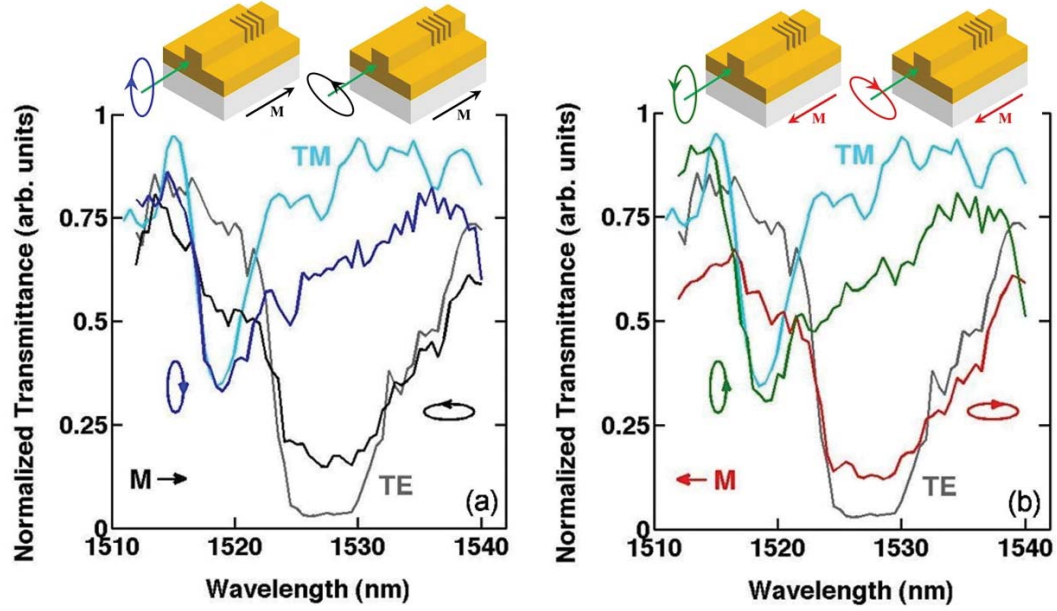 M
M
M
M
Normalized Transmittance (arb. units)
1
0.75
0.5
0.25
0
TM
TE
M
(a)
1510
1520
1530
1540
Wavelength (nm)
Normalized Transmittance (arb. units)
1
0.75
0.5
0.25
0
TM
TE
M
(b)
1510
1520
1530
1540
Wavelength (nm)